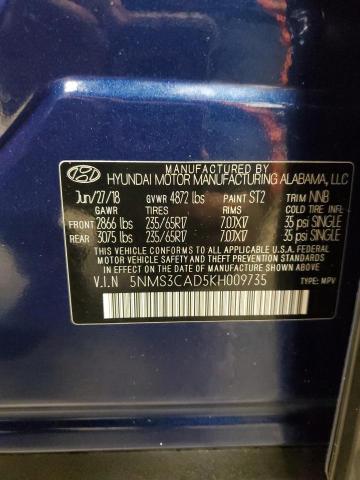 MANUFACTURED BY
HYUNDAI MOTOR MANUFACTURING ALABAMA, LLC
Jun/27/18 GVWR 4872 lbs PAINT ST2 TRIM NNB
GAWR TIRES RIMS COLD TIRE INF.
FRONT 2866 lbs 235/65R17 7.0JX17 35 psi SINGLE
REAR 3075 lbs 235/65R17 7.0JX17 35 psi SINGLE
THIS VEHICLE CONFORMS TO ALL APPLICABLE U.S.A. FEDERAL
MOTOR VEHICLE SAFETY AND THEFT PREVENTION STANDARDS
IN EFFECT ON THE DATE OF MANUFACTURE SHOWN ABOVE.
V.I.N 5NMS3CAD5KH009735 TYPE: MPV